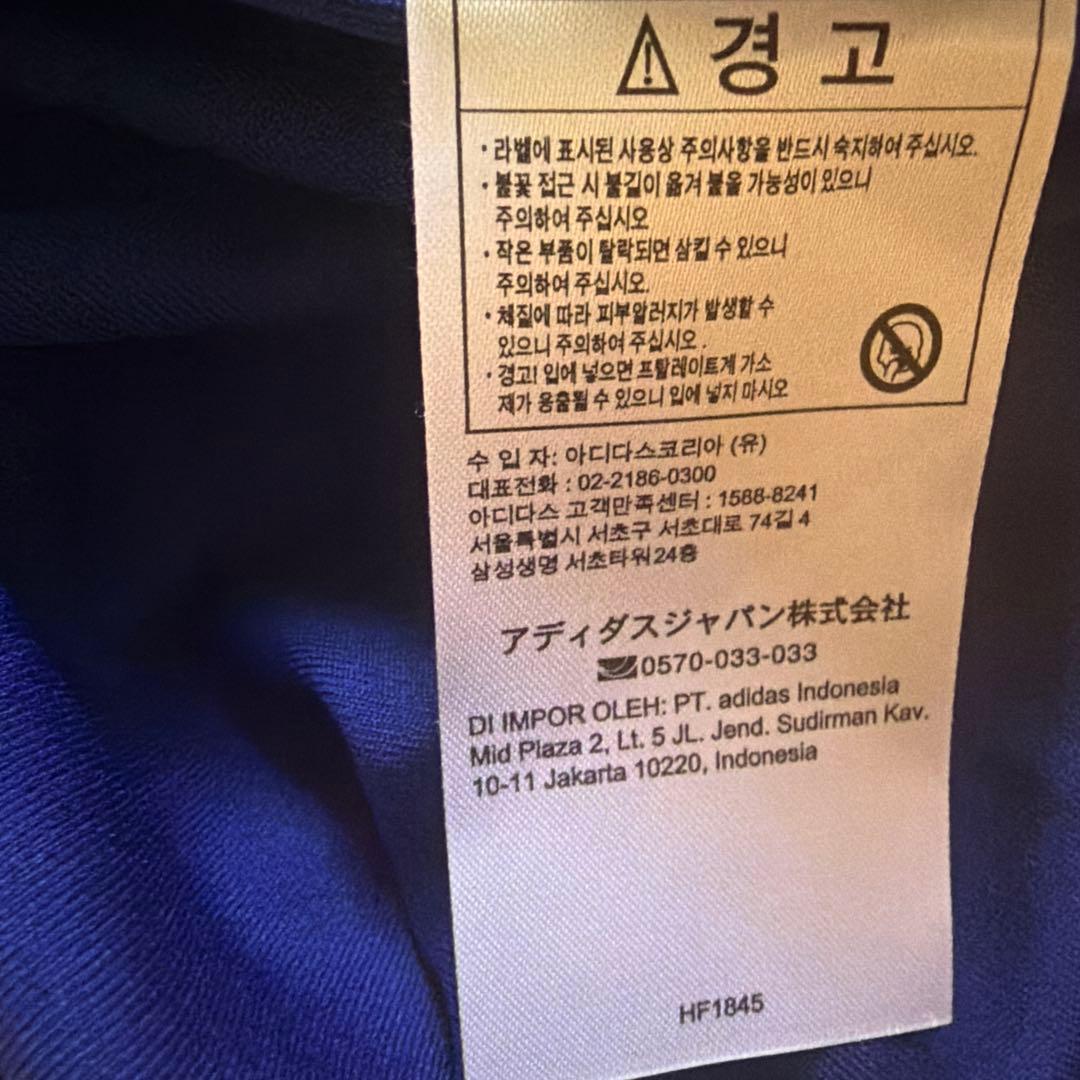 ⚠ 경 고
· 라벨에 표시된 사용상 주의사항을 반드시 숙지하여 주십시오.
· 불꽃 접근 시 불길이 옮겨 붙을 가능성이 있으니
주의하여 주십시오
· 작은 부품이 탈락되면 삼킬 수 있으니
주의하여 주십시오.
· 체질에 따라 피부알러지가 발생할 수
있으니 주의하여 주십시오.
· 경고! 입에 넣으면 프탈레이트계 가소
제가 용출될 수 있으니 입에 넣지 마시오
수 입 자: 아디다스코리아 (유)
대표전화 : 02-2186-0300
아디다스 고객만족센터 : 1588-8241
서울특별시 서초구 서초대로 74길 4
삼성생명 서초타워24층
アディダスジャパン株式会社
0570-033-033
DI IMPOR OLEH: PT. adidas Indonesia
Mid Plaza 2, Lt. 5 JL. Jend. Sudirman Kav.
10-11 Jakarta 10220, Indonesia
HF1845